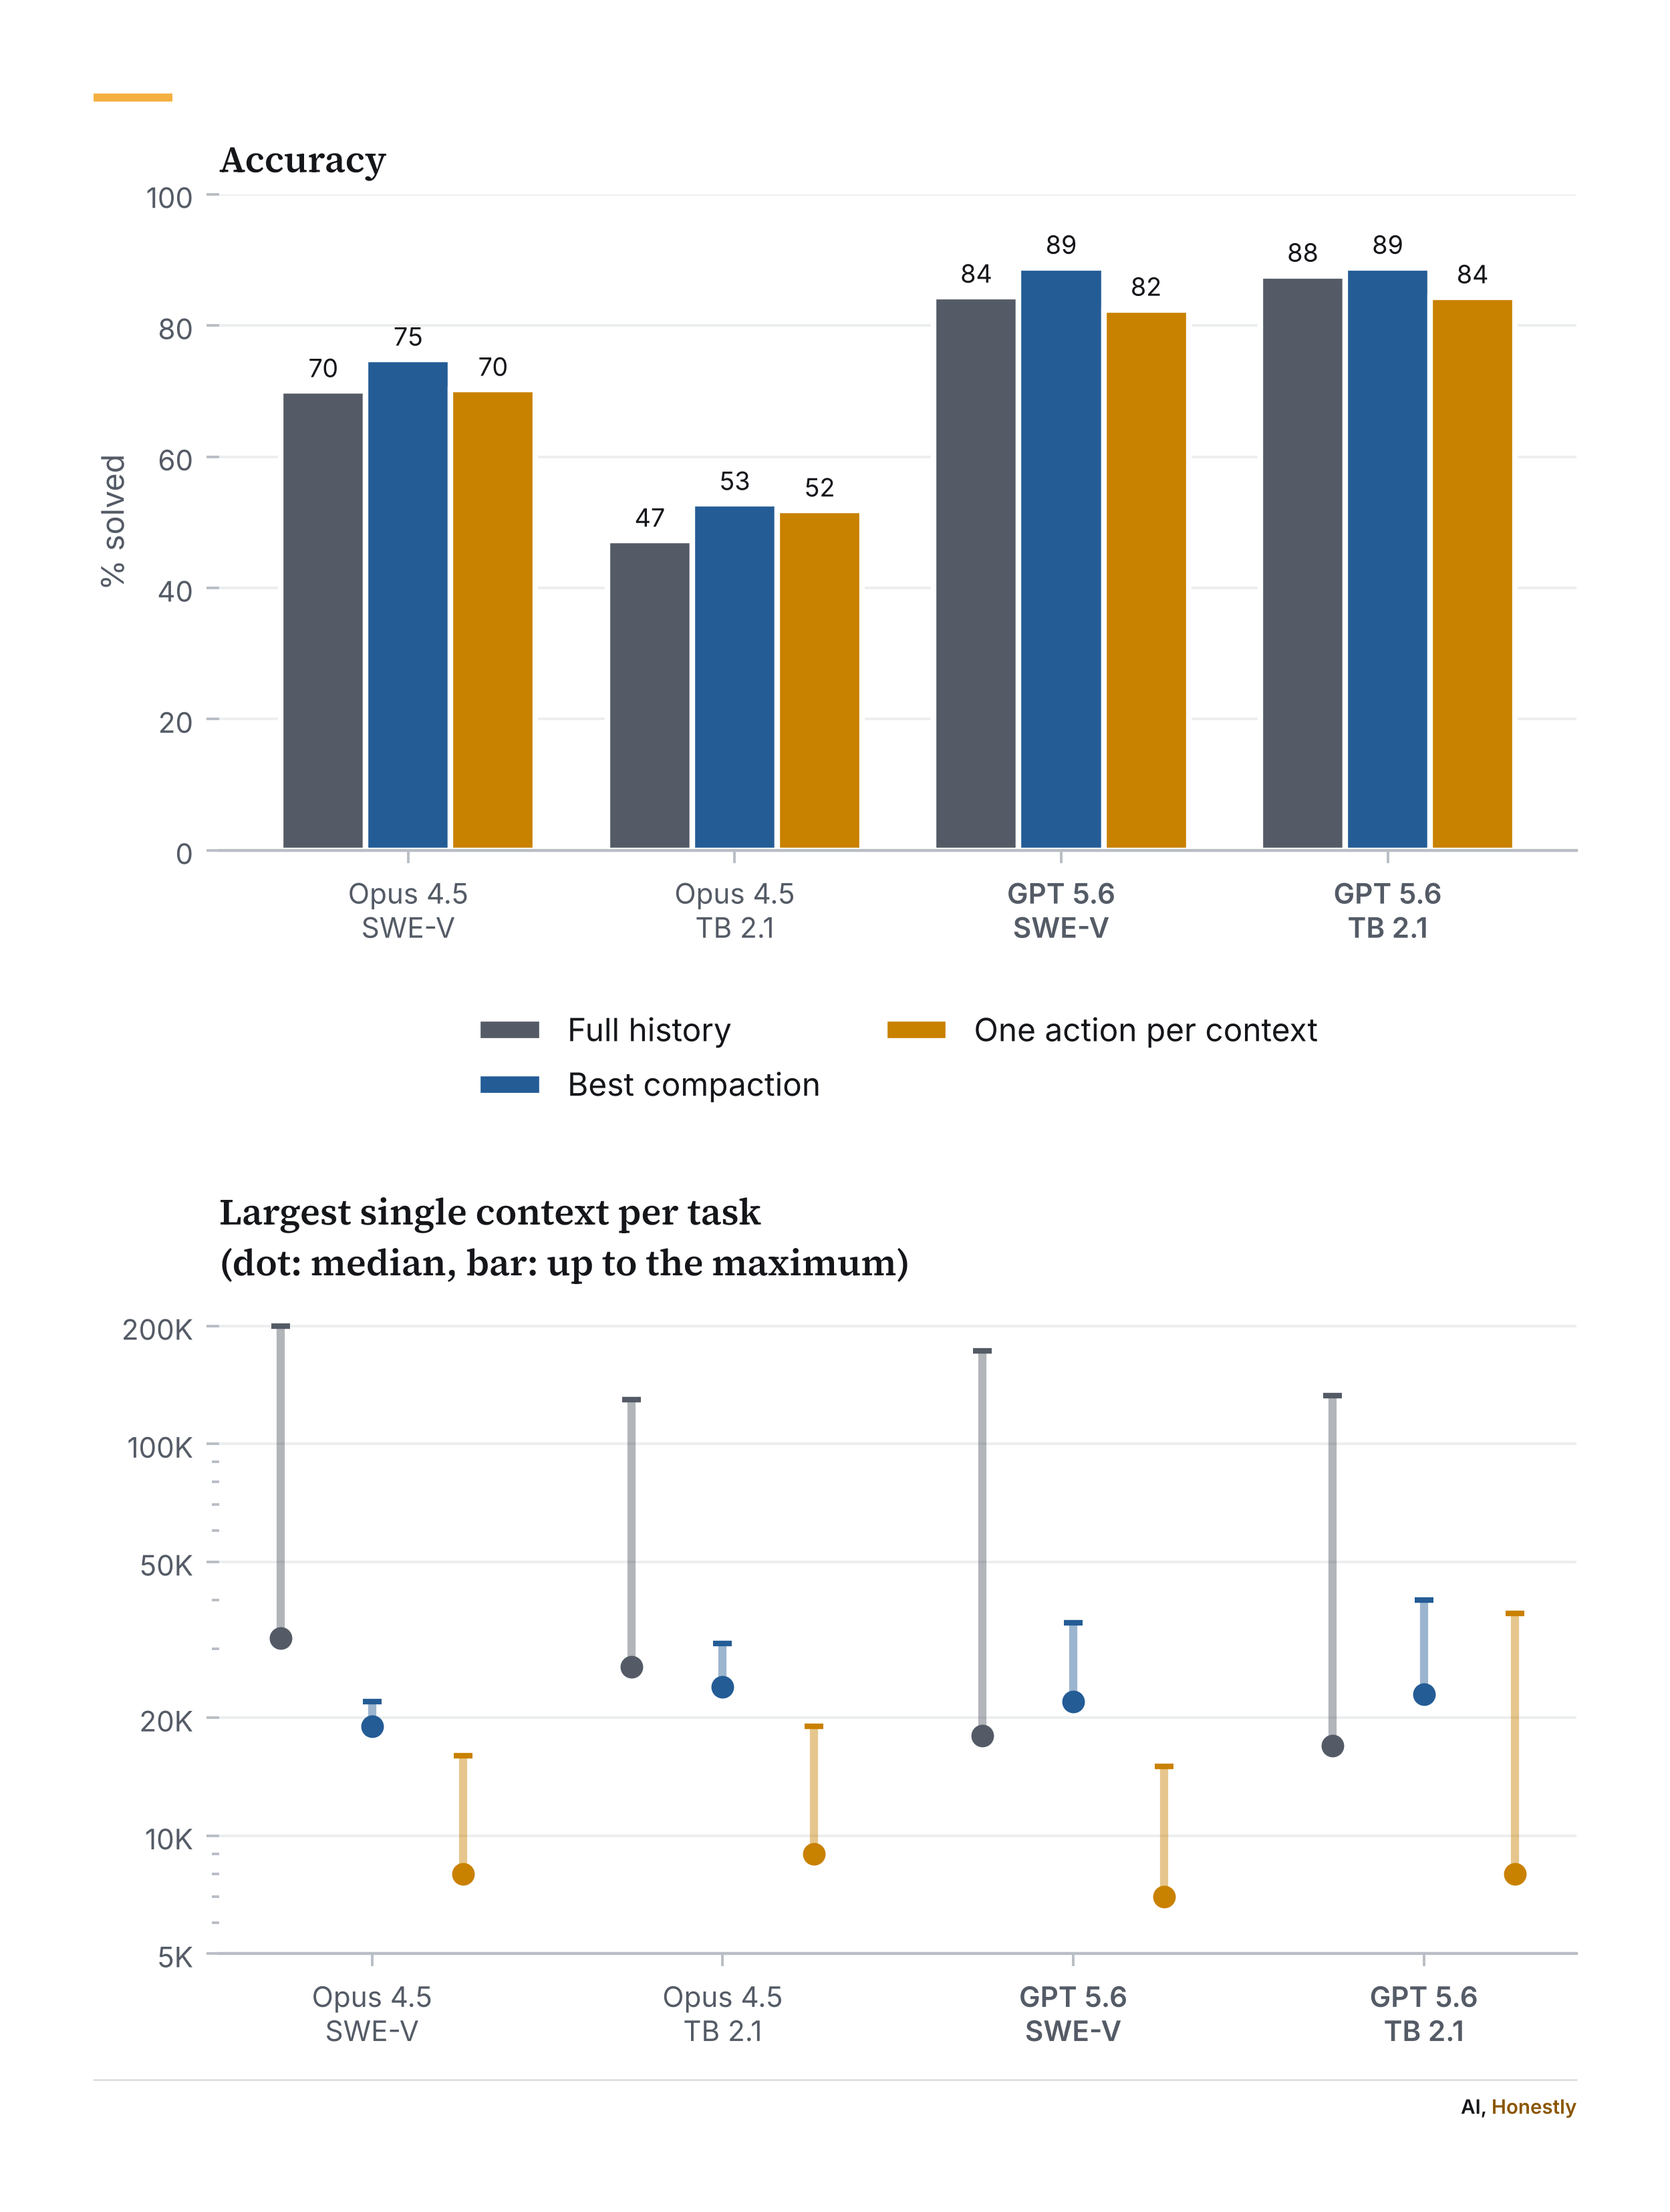 Accuracy
100
80
60
40
20
0
% solved
70
75
70
47
53
52
84
89
82
88
89
84
Opus 4.5
SWE-V
Opus 4.5
TB 2.1
GPT 5.6
SWE-V
GPT 5.6
TB 2.1
Full history
One action per context
Best compaction
Largest single context per task
(dot: median, bar: up to the maximum)
200K
100K
50K
20K
10K
5K
Opus 4.5
SWE-V
Opus 4.5
TB 2.1
GPT 5.6
SWE-V
GPT 5.6
TB 2.1
AI, Honestly